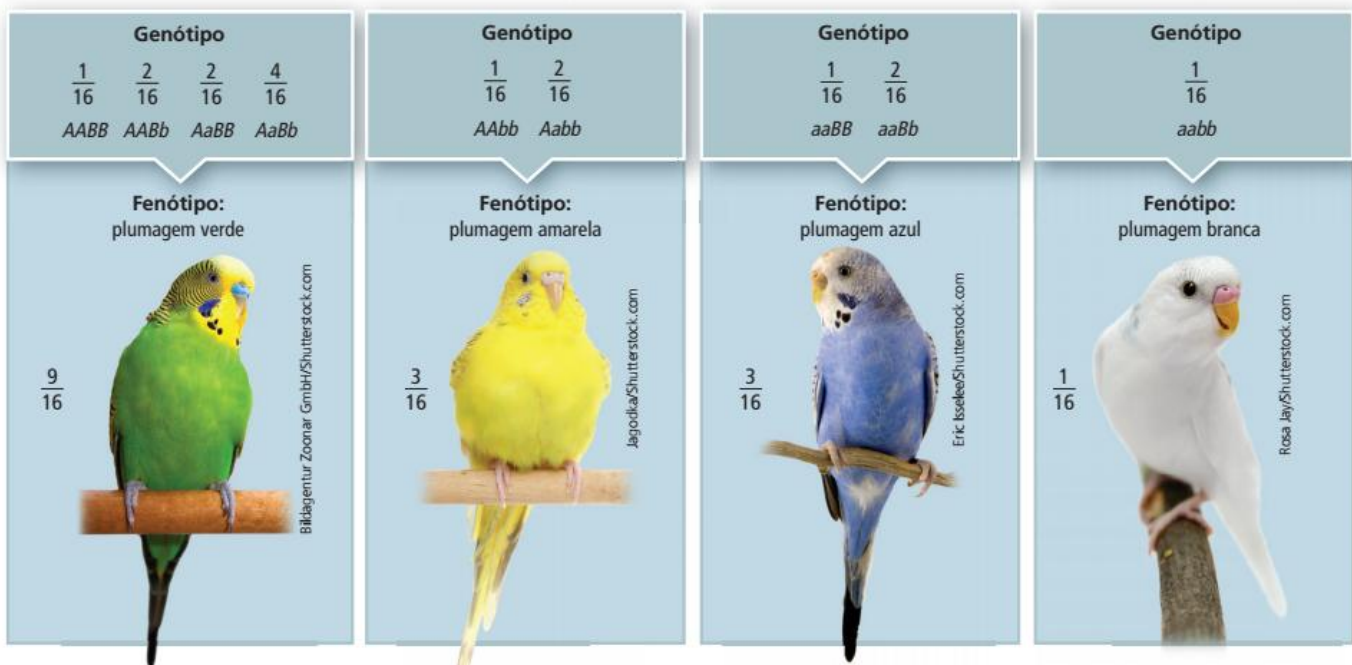 Genótipo
1/16 2/16 2/16 4/16
AABB AABb AaBB AaBb
Fenótipo:
plumagem verde
9/16
Bildagentur Zoonar GmbH/Shutterstock.com
Genótipo
1/16 2/16
AAbb Aabb
Fenótipo:
plumagem amarela
3/16
Jagodka/Shutterstock.com
Genótipo
1/16 2/16
aaBB aaBb
Fenótipo:
plumagem azul
3/16
Eric Isselee/Shutterstock.com
Genótipo
1/16
aabb
Fenótipo:
plumagem branca
1/16
Rosa Jay/Shutterstock.com